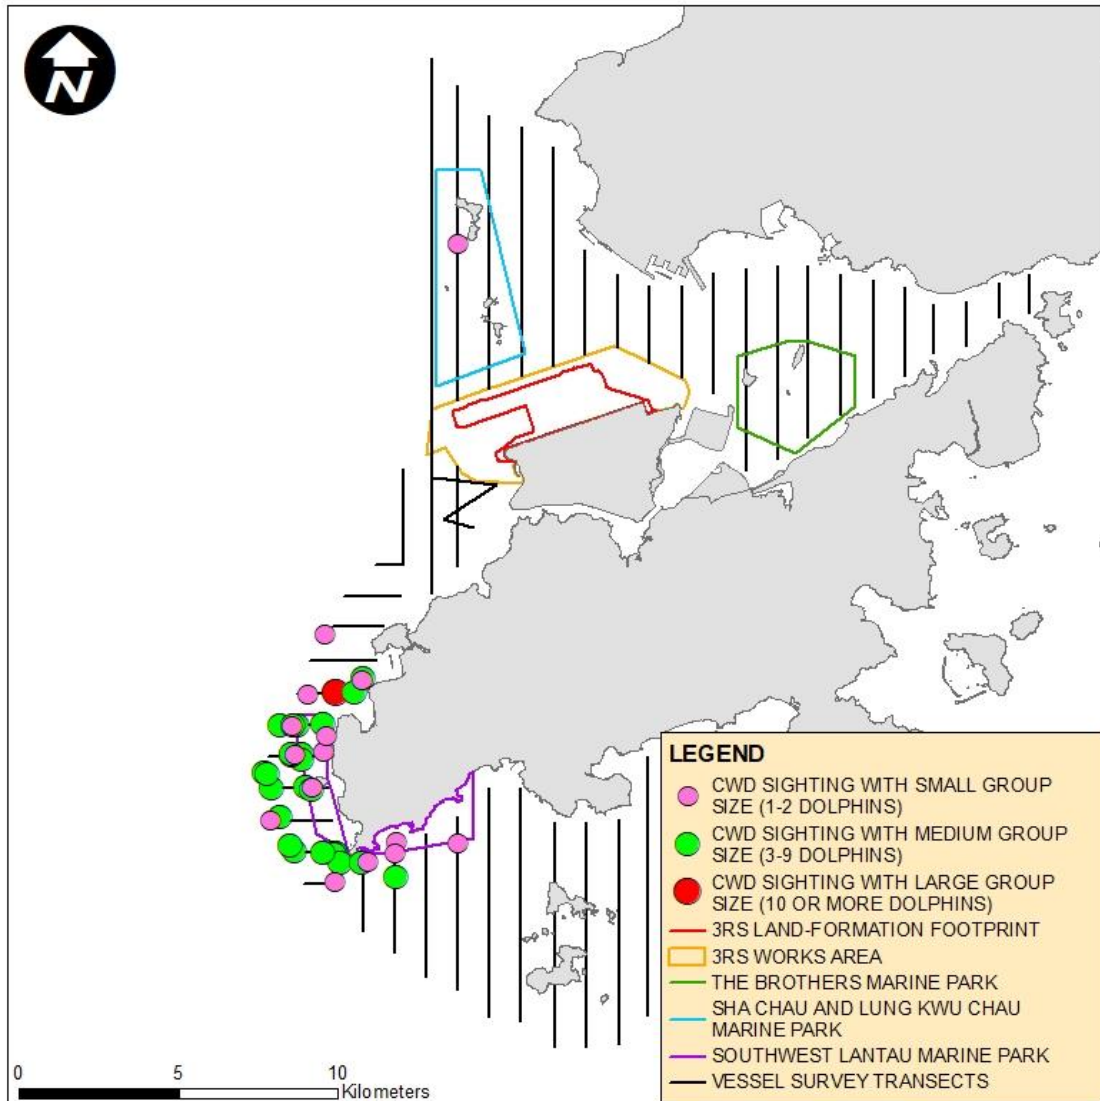 N
LEGEND
CWD SIGHTING WITH SMALL GROUP
SIZE (1-2 DOLPHINS)
CWD SIGHTING WITH MEDIUM GROUP
SIZE (3-9 DOLPHINS)
CWD SIGHTING WITH LARGE GROUP
SIZE (10 OR MORE DOLPHINS)
3RS LAND-FORMATION FOOTPRINT
3RS WORKS AREA
THE BROTHERS MARINE PARK
SHA CHAU AND LUNG KWU CHAU
MARINE PARK
SOUTHWEST LANTAU MARINE PARK
VESSEL SURVEY TRANSECTS
0 5 10
Kilometers